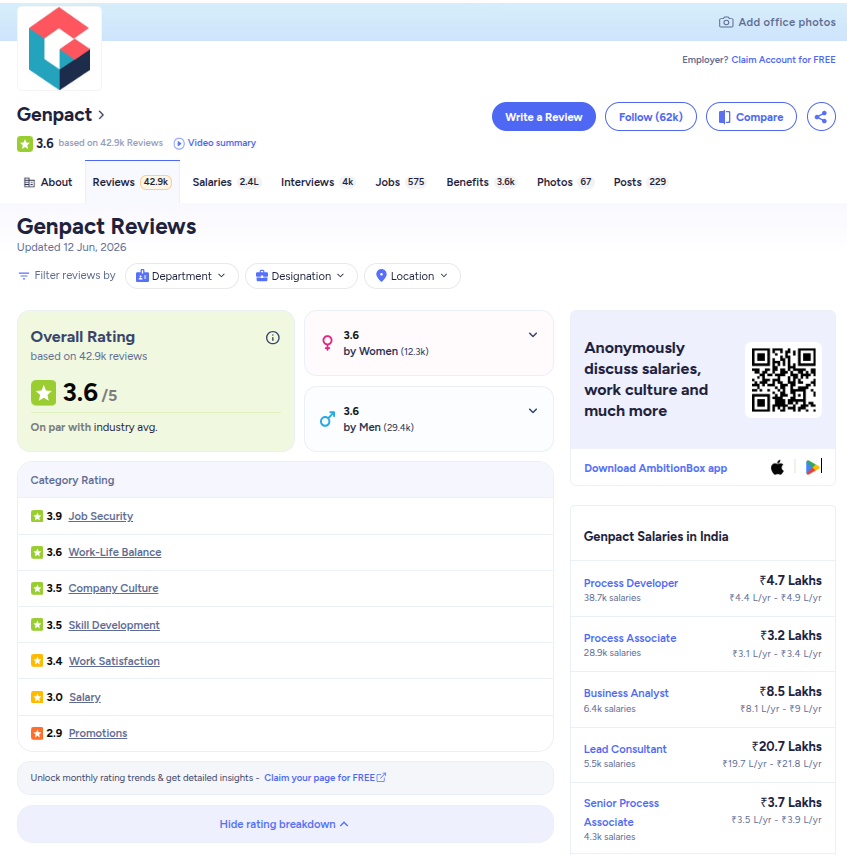 Add office photos
Employer? Claim Account for FREE
Genpact
Write a Review
Follow (62k)
Compare
3.6 based on 42.9k Reviews
Video summary
About
Reviews 42.9k
Salaries 2.4L
Interviews 4k
Jobs 575
Benefits 3.6k
Photos 67
Posts 229
Genpact Reviews
Updated 12 Jun, 2026
Filter reviews by
Department
Designation
Location
Overall Rating
based on 42.9k reviews
3.6 /5
On par with industry avg.
3.6
by Women (12.3k)
3.6
by Men (29.4k)
Category Rating
3.9 Job Security
3.6 Work-Life Balance
3.5 Company Culture
3.5 Skill Development
3.4 Work Satisfaction
3.0 Salary
2.9 Promotions
Unlock monthly rating trends & get detailed insights - Claim your page for FREE
Hide rating breakdown
Anonymously
discuss salaries,
work culture and
much more
Download AmbitionBox app
Genpact Salaries in India
Process Developer ₹4.7 Lakhs
38.7k salaries ₹4.4 L/yr - ₹4.9 L/yr
Process Associate ₹3.2 Lakhs
28.9k salaries ₹3.1 L/yr - ₹3.4 L/yr
Business Analyst ₹8.5 Lakhs
6.4k salaries ₹8.1 L/yr - ₹9 L/yr
Lead Consultant ₹20.7 Lakhs
5.5k salaries ₹19.7 L/yr - ₹21.8 L/yr
Senior Process ₹3.7 Lakhs
Associate ₹3.5 L/yr - ₹3.9 L/yr
4.3k salaries